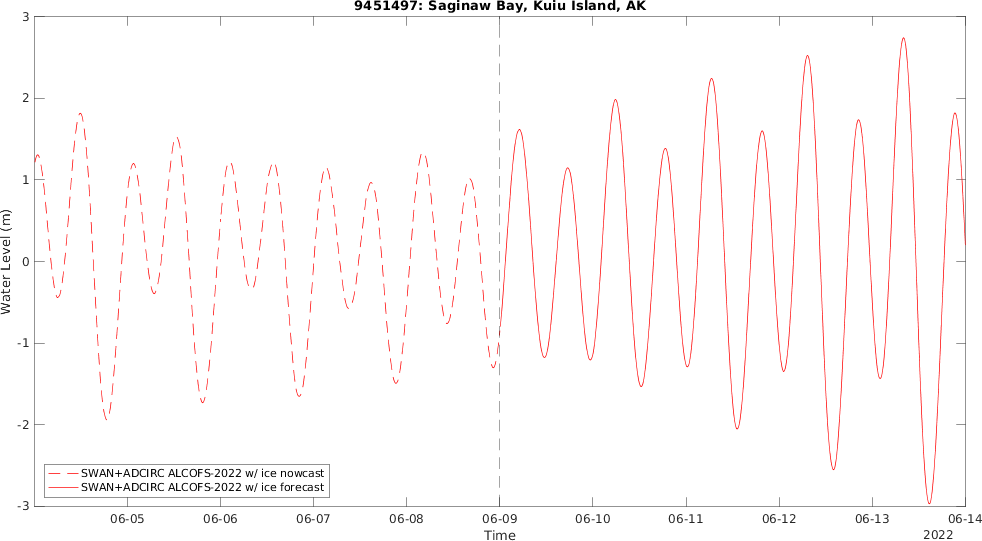 9451497: Saginaw Bay, Kuiu Island, AK
3
2
1
0
-1
-2
-3
Water Level (m)
SWAN+ADCIRC ALCOFS-2022 w/ ice nowcast
SWAN+ADCIRC ALCOFS-2022 w/ ice forecast
06-05 06-06 06-07 06-08 06-09 06-10 06-11 06-12 06-13 06-14
Time
2022